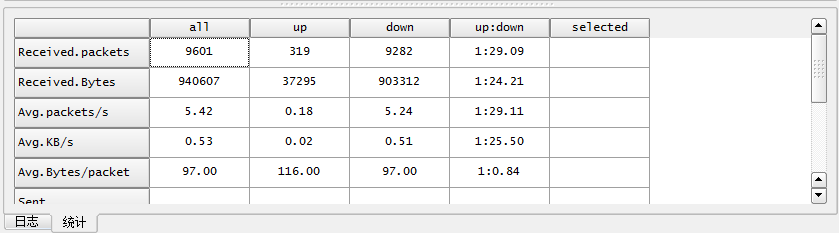 all up down up:down selected
Received.packets 9601 319 9282 1:29.09
Received.Bytes 940607 37295 903312 1:24.21
Avg.packets/s 5.42 0.18 5.24 1:29.11
Avg.KB/s 0.53 0.02 0.51 1:25.50
Avg.Bytes/packet 97.00 116.00 97.00 1:0.84
Sent
日志 统计